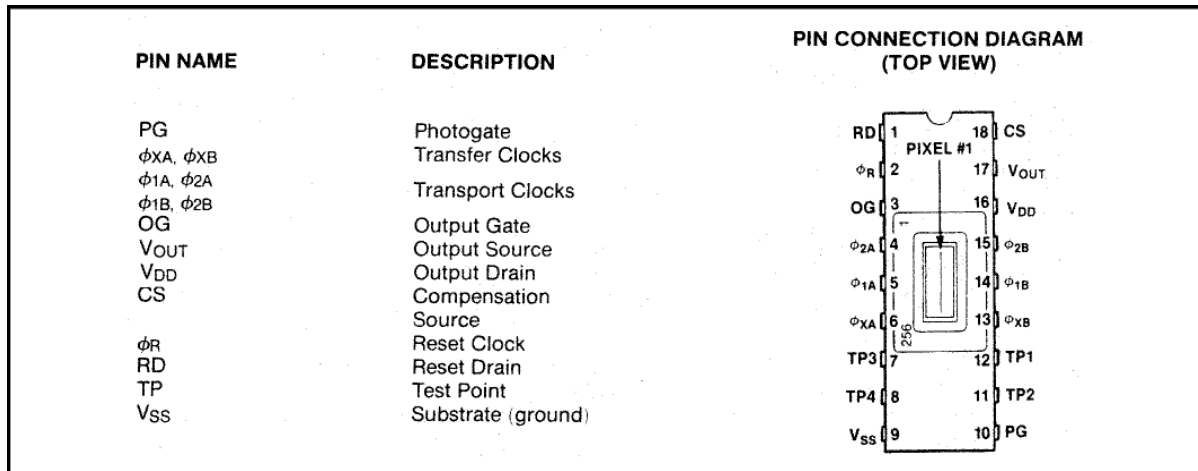 PIN NAME DESCRIPTION
PG Photogate
ϕXA, ϕXB Transfer Clocks
ϕ1A, ϕ2A
ϕ1B, ϕ2B Transport Clocks
OG Output Gate
VOUT Output Source
VDD Output Drain
CS Compensation
Source
ϕR Reset Clock
RD Reset Drain
TP Test Point
VSS Substrate (ground)
PIN CONNECTION DIAGRAM
(TOP VIEW)
RD 1 18 CS
PIXEL #1
ϕR 2 17 VOUT
OG 3 16 VDD
1
ϕ2A 4 15 ϕ2B
ϕ1A 5 14 ϕ1B
ϕXA 6 13 ϕXB
256
TP3 7 12 TP1
TP4 8 11 TP2
VSS 9 10 PG